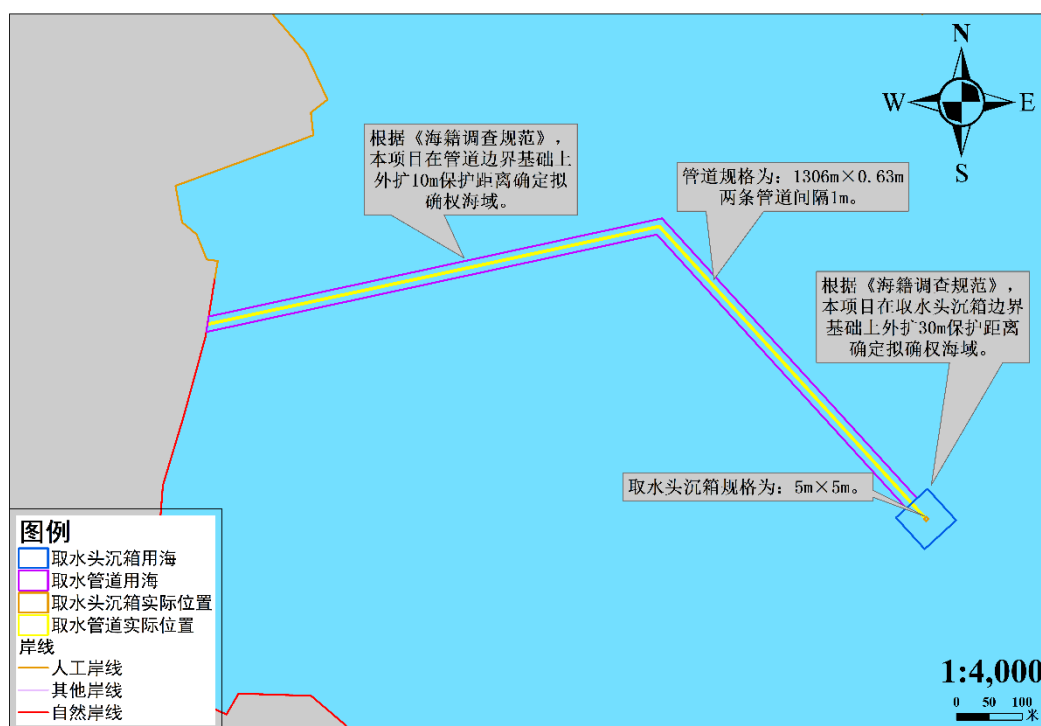 N
W
E
S
根据《海籍调查规范》，
本项目在管道边界基础上
外扩10m保护距离确定拟
确权海域。
管道规格为：1306m×0.63m
两条管道间隔1m。
根据《海籍调查规范》，
本项目在取水头沉箱边界
基础上外扩30m保护距离
确定拟确权海域。
取水头沉箱规格为：5m×5m。
图例
取水头沉箱用海
取水管道用海
取水头沉箱实际位置
取水管道实际位置
岸线
人工岸线
其他岸线
自然岸线
1:4,000
0 50 100
米